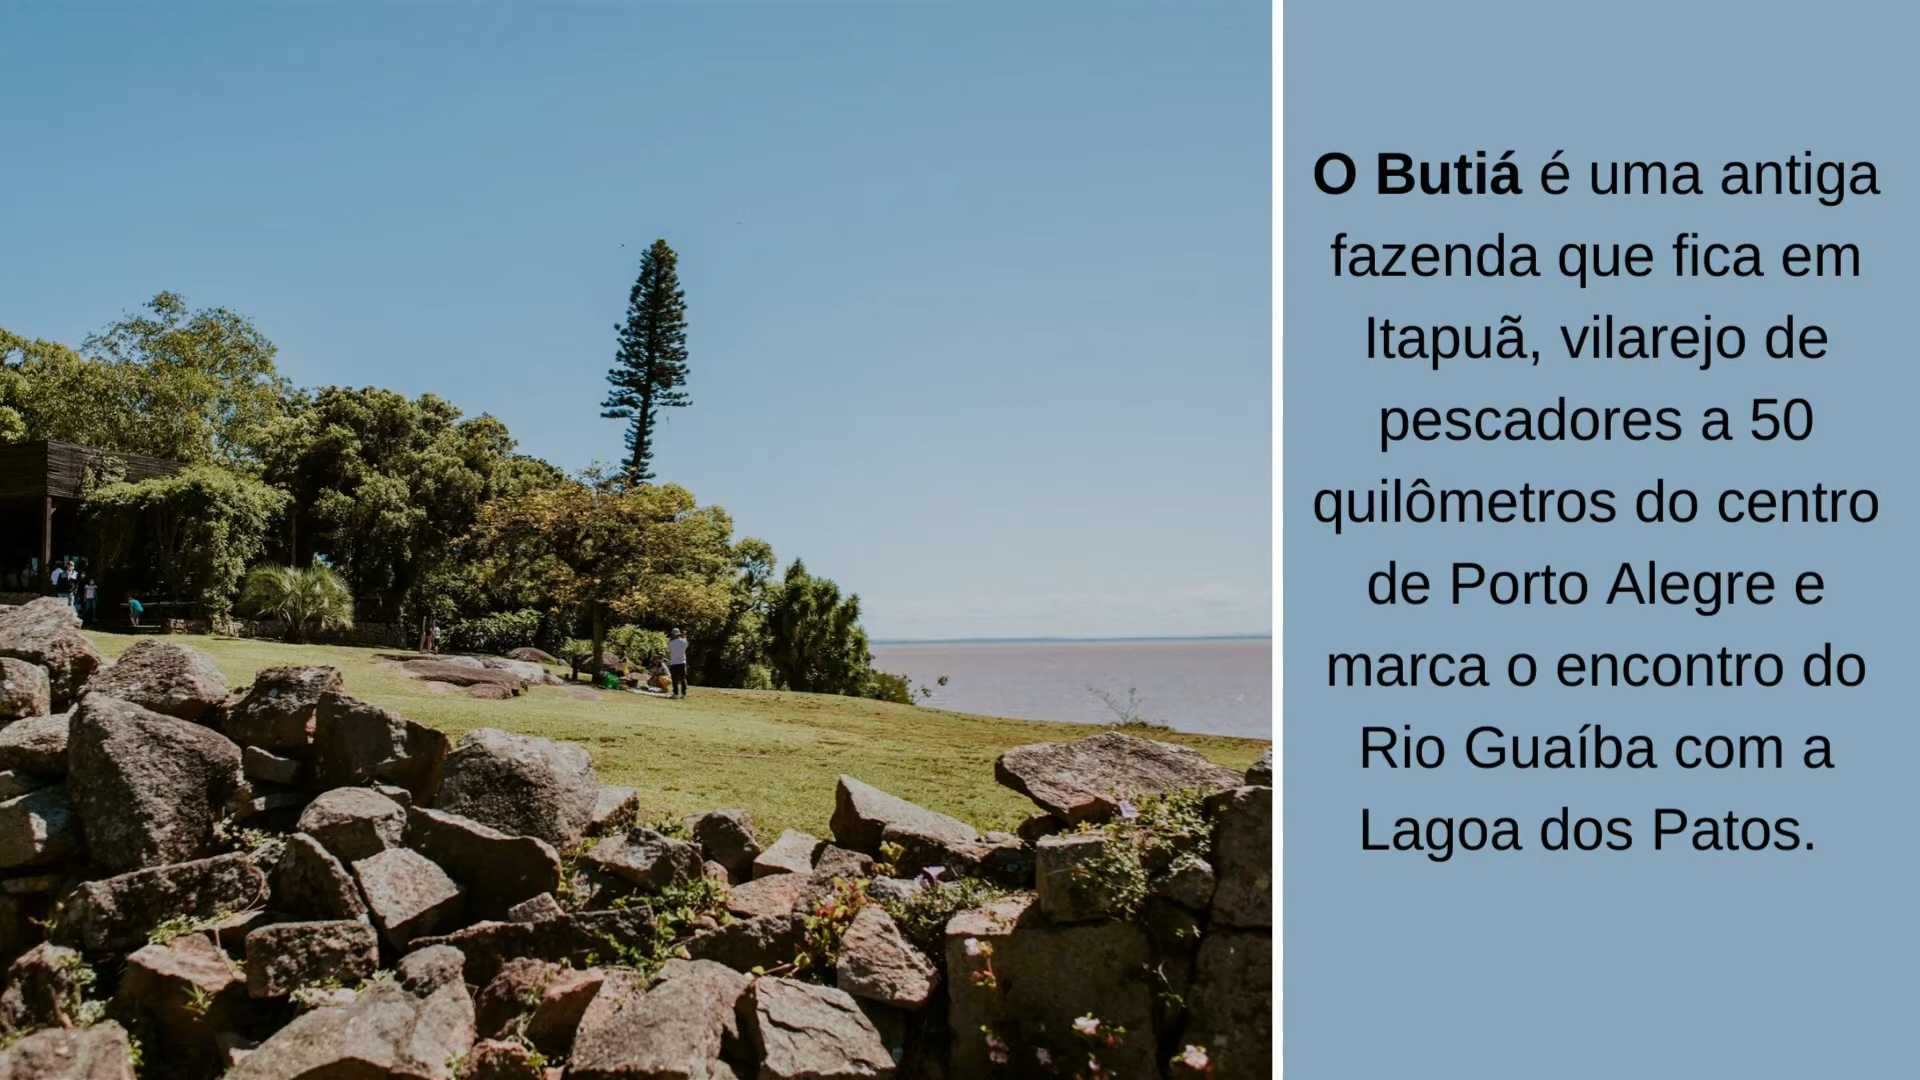 O Butiá é uma antiga
fazenda que fica em
Itapuã, vilarejo de
pescadores a 50
quilômetros do centro
de Porto Alegre e
marca o encontro do
Rio Guaíba com a
Lagoa dos Patos.